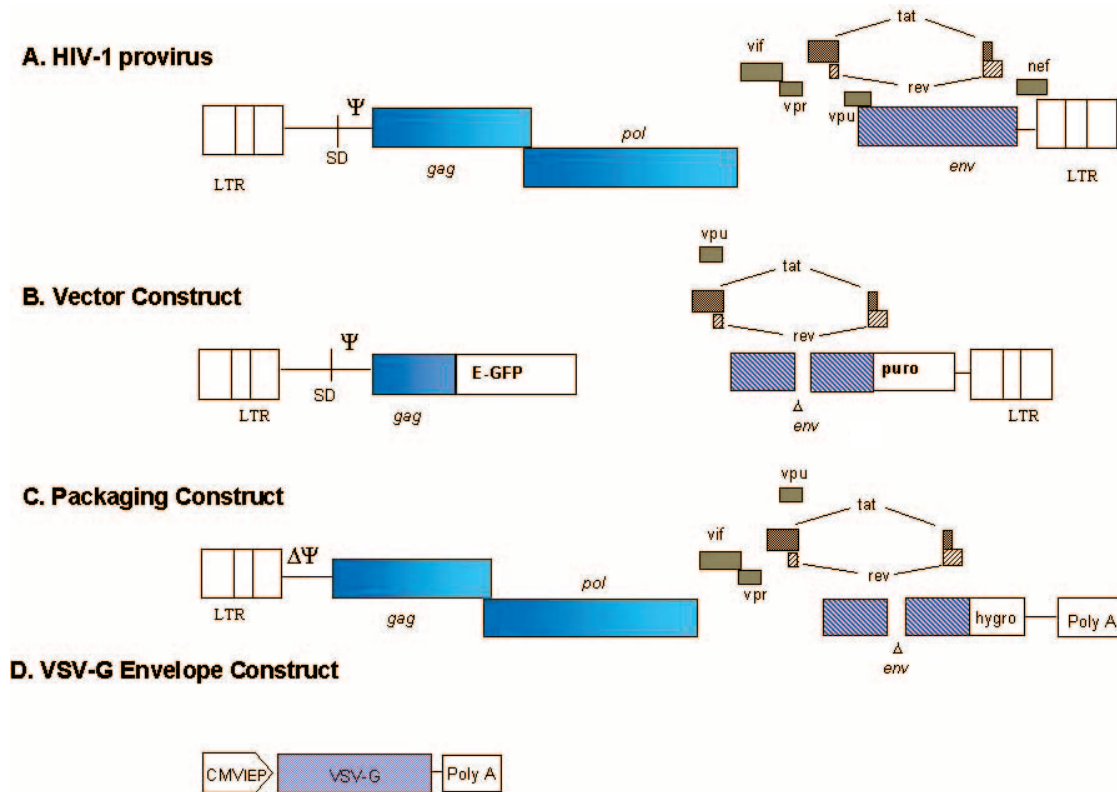 A. HIV-1 provirus
tat
vif
nef
rev
vpr
vpu
Ψ
SD
LTR
gag
pol
env
LTR
B. Vector Construct
vpu
tat
rev
Ψ
SD
LTR
gag
E-GFP
puro
Δ
env
LTR
C. Packaging Construct
vpu
tat
vif
rev
vpr
ΔΨ
LTR
gag
pol
hygro
Poly A
Δ
env
D. VSV-G Envelope Construct
CMVIEP
VSV-G
Poly A